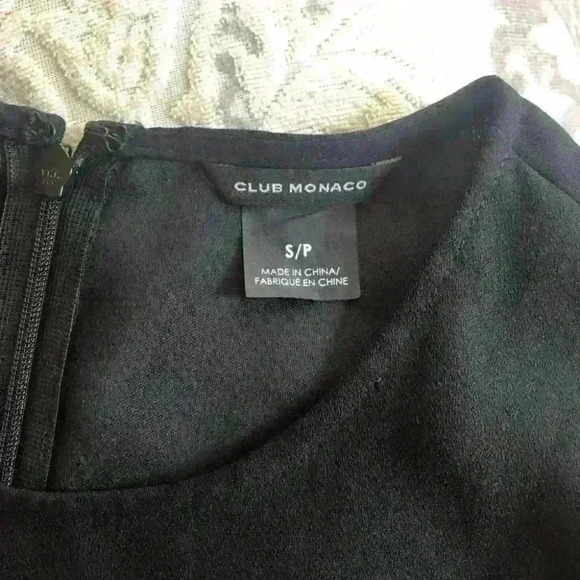 CLUB MONACO
S/P
MADE IN CHINA/
FABRIQUÉ EN CHINE